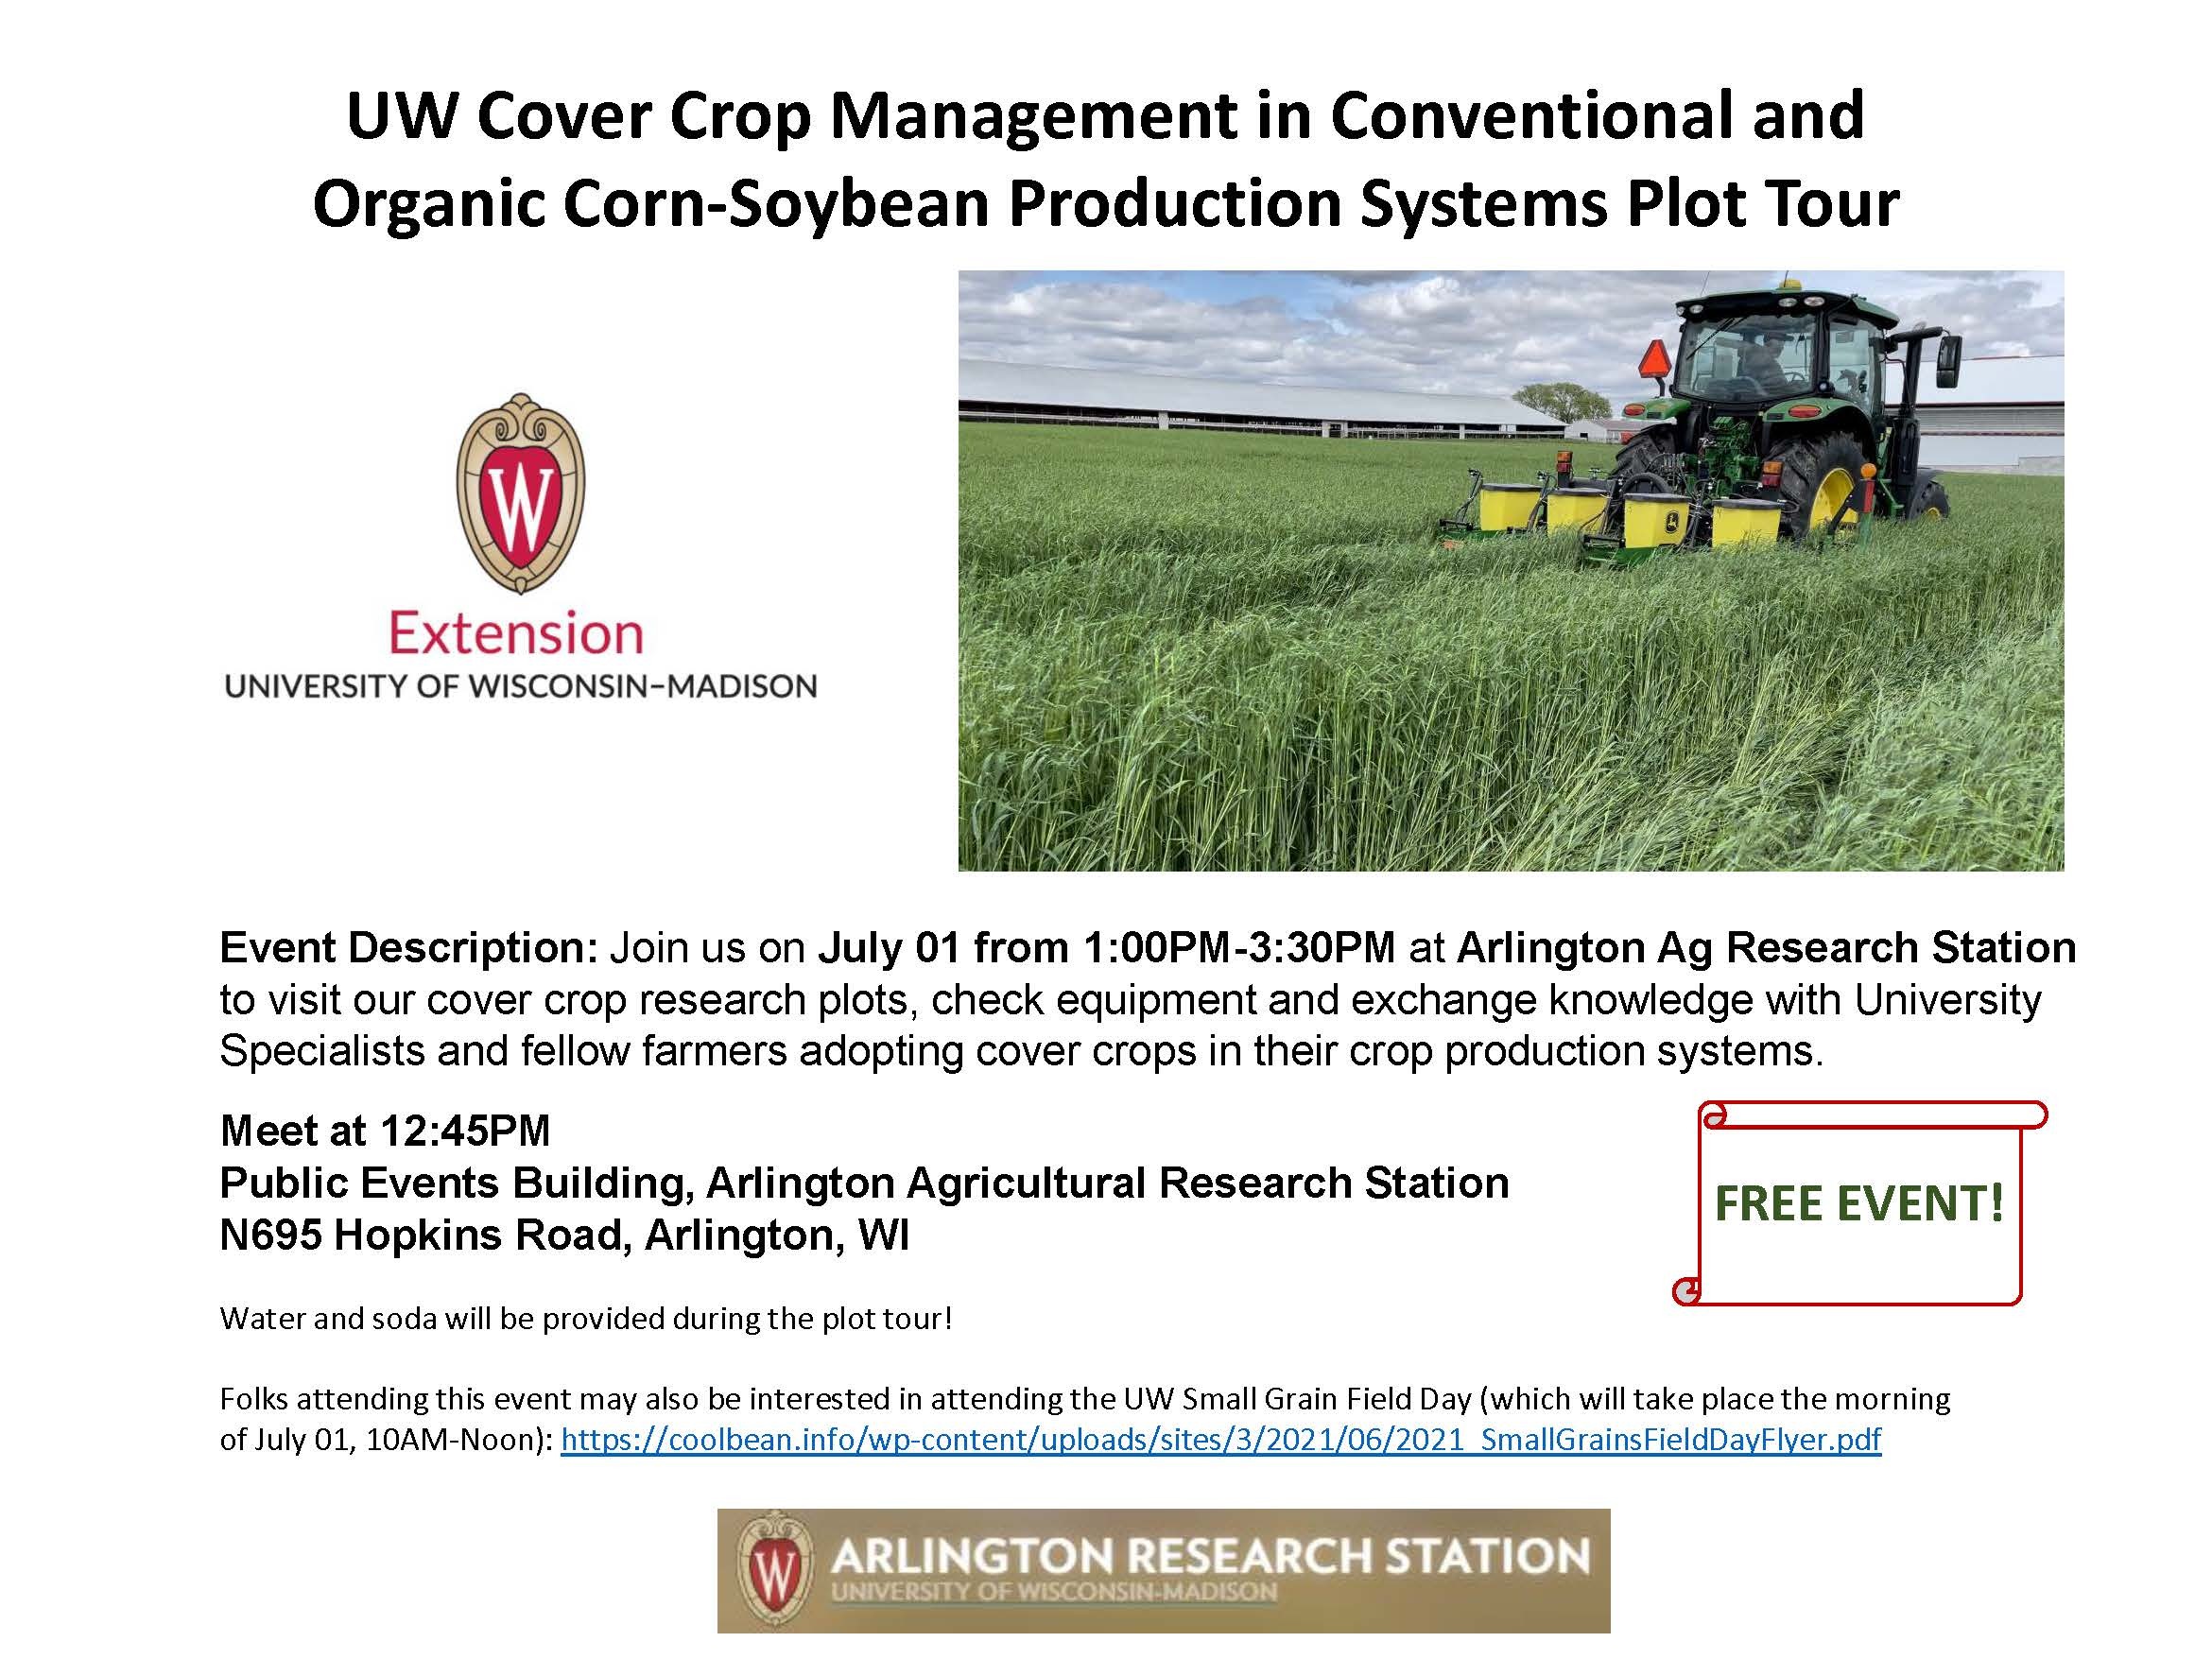 UW Cover Crop Management in Conventional and
Organic Corn-Soybean Production Systems Plot Tour
W
Extension
UNIVERSITY OF WISCONSIN–MADISON
Event Description: Join us on July 01 from 1:00PM-3:30PM at Arlington Ag Research Station
to visit our cover crop research plots, check equipment and exchange knowledge with University
Specialists and fellow farmers adopting cover crops in their crop production systems.
Meet at 12:45PM
Public Events Building, Arlington Agricultural Research Station
N695 Hopkins Road, Arlington, WI
FREE EVENT!
Water and soda will be provided during the plot tour!
Folks attending this event may also be interested in attending the UW Small Grain Field Day (which will take place the morning
of July 01, 10AM-Noon): https://coolbean.info/wp-content/uploads/sites/3/2021/06/2021_SmallGrainsFieldDayFlyer.pdf
W
ARLINGTON RESEARCH STATION
UNIVERSITY OF WISCONSIN-MADISON